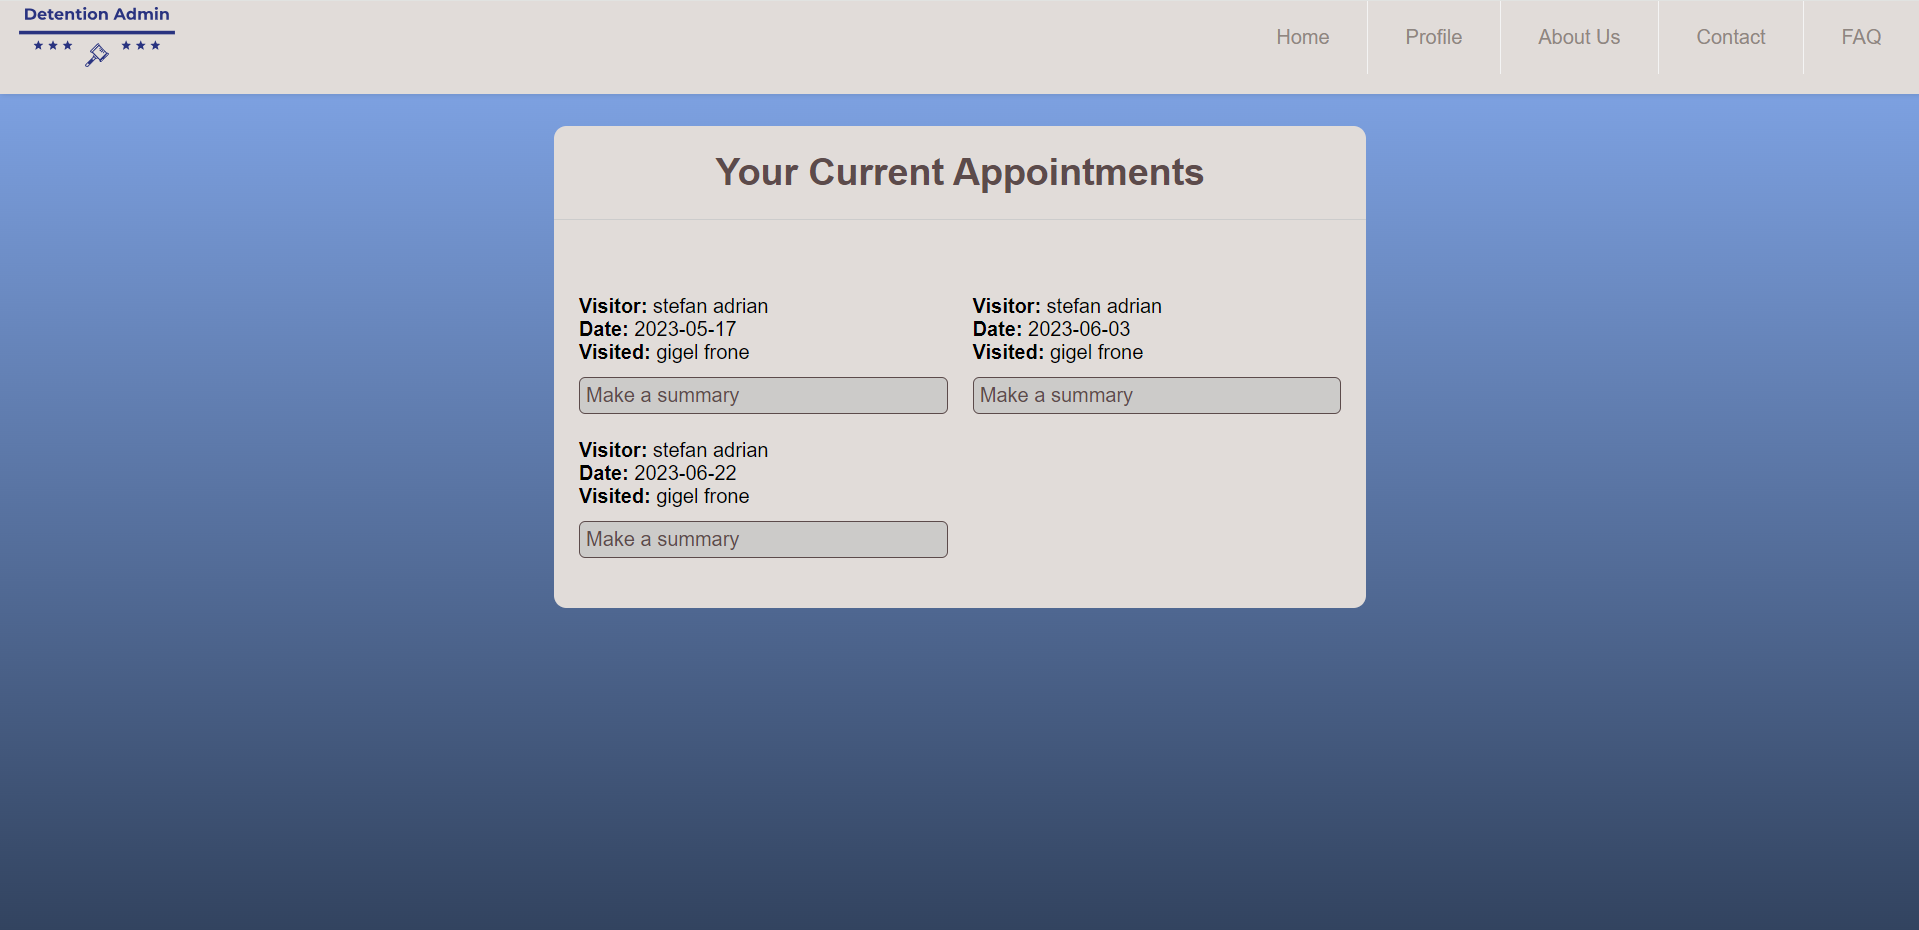 Detention Admin
Home
Profile
About Us
Contact
FAQ
Your Current Appointments
Visitor: stefan adrian
Date: 2023-05-17
Visited: gigel frone
Make a summary
Visitor: stefan adrian
Date: 2023-06-03
Visited: gigel frone
Make a summary
Visitor: stefan adrian
Date: 2023-06-22
Visited: gigel frone
Make a summary